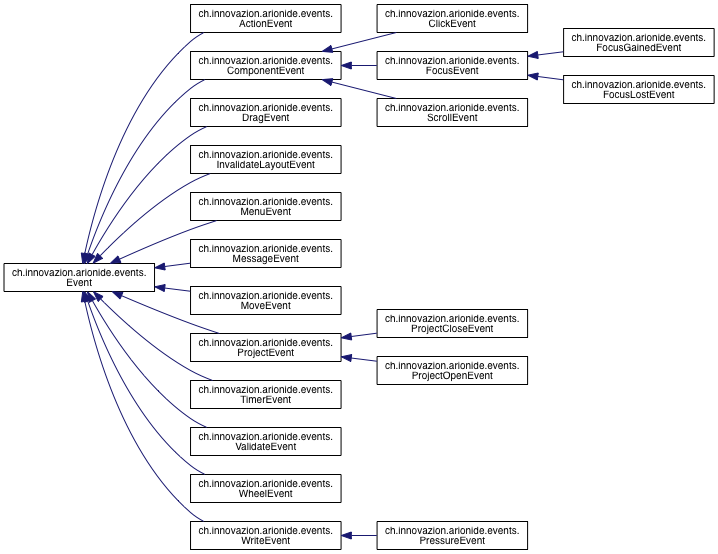 ch.innovazion.arionide.events.
Event
ch.innovazion.arionide.events.
ActionEvent
ch.innovazion.arionide.events.
ComponentEvent
ch.innovazion.arionide.events.
DragEvent
ch.innovazion.arionide.events.
InvalidateLayoutEvent
ch.innovazion.arionide.events.
MenuEvent
ch.innovazion.arionide.events.
MessageEvent
ch.innovazion.arionide.events.
MoveEvent
ch.innovazion.arionide.events.
ProjectEvent
ch.innovazion.arionide.events.
TimerEvent
ch.innovazion.arionide.events.
ValidateEvent
ch.innovazion.arionide.events.
WheelEvent
ch.innovazion.arionide.events.
WriteEvent
ch.innovazion.arionide.events.
ClickEvent
ch.innovazion.arionide.events.
FocusEvent
ch.innovazion.arionide.events.
ScrollEvent
ch.innovazion.arionide.events.
ProjectCloseEvent
ch.innovazion.arionide.events.
ProjectOpenEvent
ch.innovazion.arionide.events.
PressureEvent
ch.innovazion.arionide.events.
FocusGainedEvent
ch.innovazion.arionide.events.
FocusLostEvent